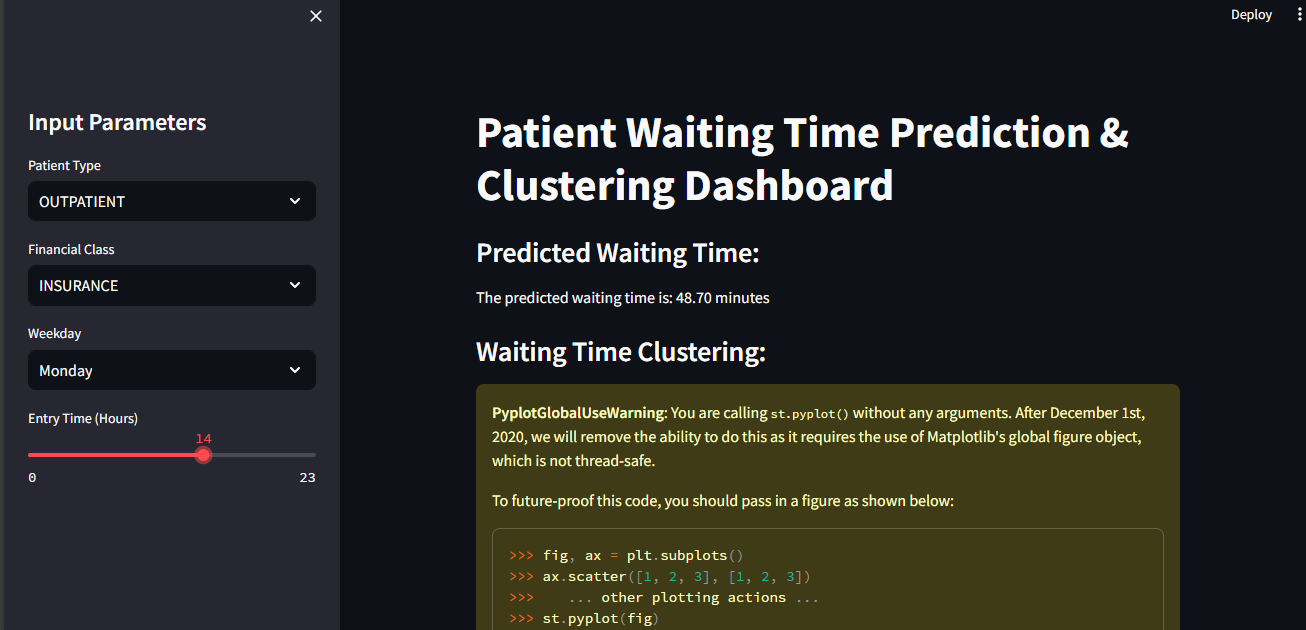 Deploy
Input Parameters
Patient Type
OUTPATIENT
Financial Class
INSURANCE
Weekday
Monday
Entry Time (Hours)
14
0
23
Patient Waiting Time Prediction &
Clustering Dashboard
Predicted Waiting Time:
The predicted waiting time is: 48.70 minutes
Waiting Time Clustering:
PyplotGlobalUseWarning: You are calling st.pyplot() without any arguments. After December 1st,
2020, we will remove the ability to do this as it requires the use of Matplotlib's global figure object,
which is not thread-safe.
To future-proof this code, you should pass in a figure as shown below:
>>> fig, ax = plt.subplots()
>>> ax.scatter([1, 2, 3], [1, 2, 3])
>>>    ... other plotting actions ...
>>> st.pyplot(fig)